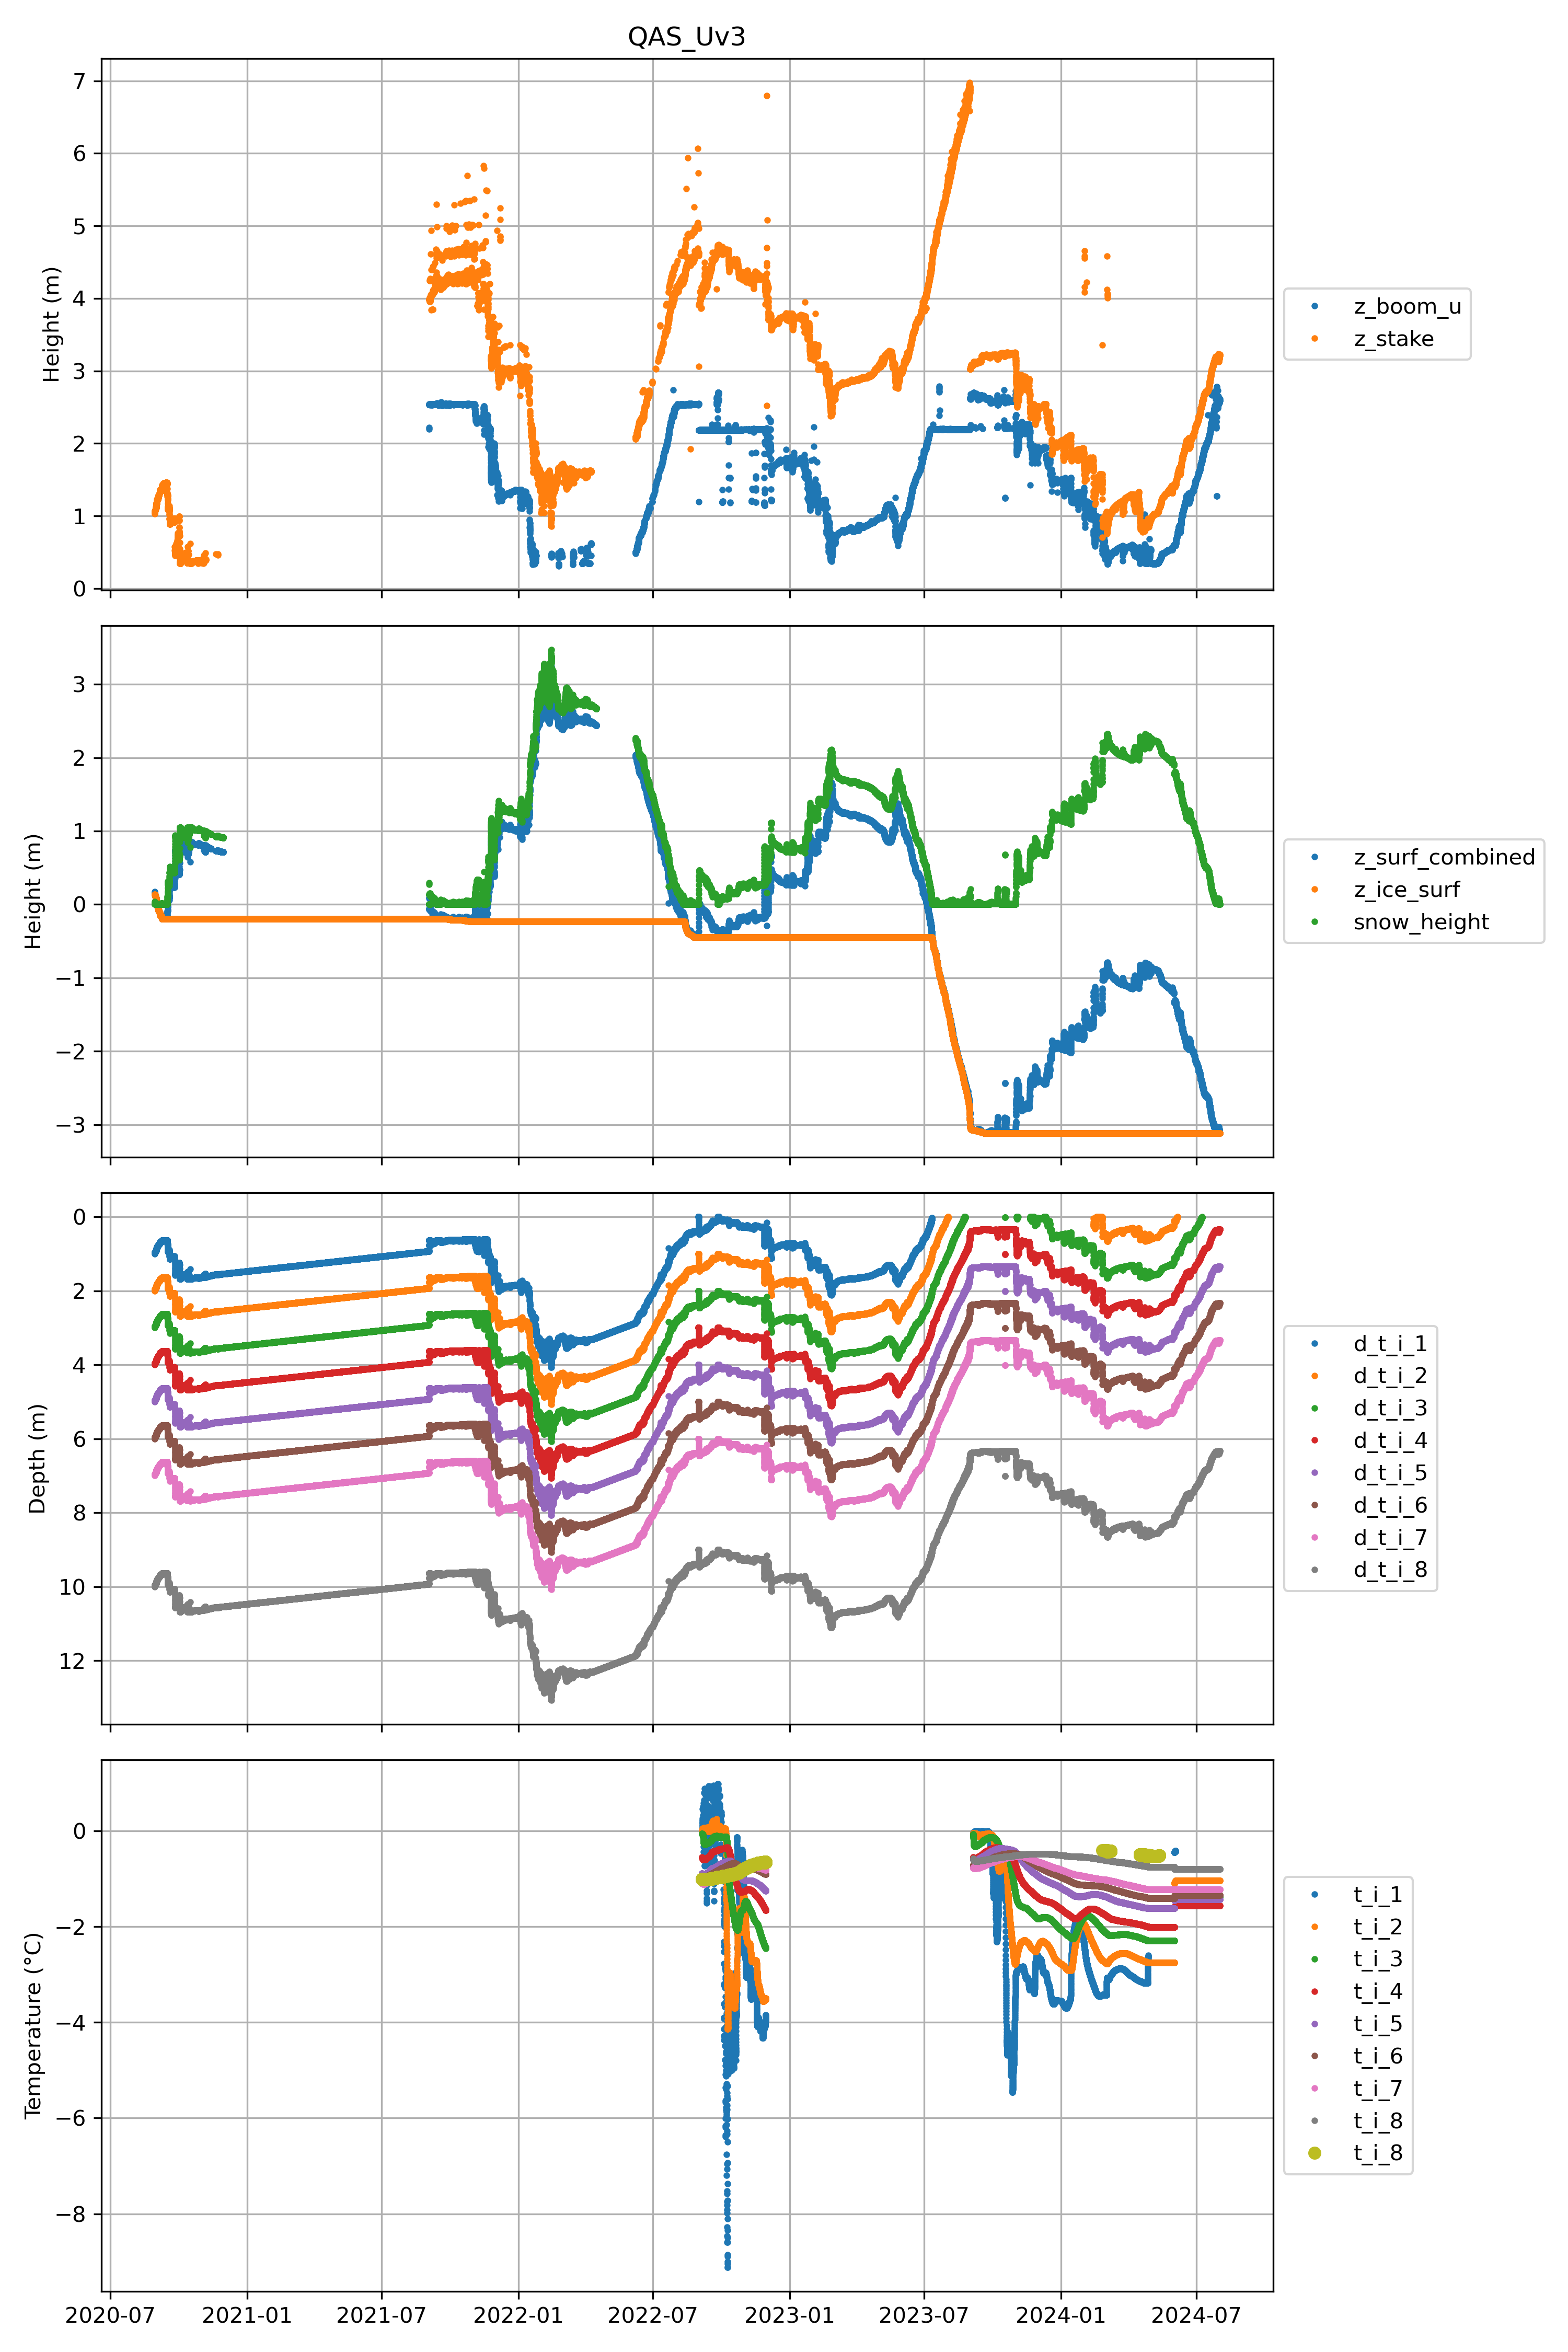 QAS_Uv3
7
6
5
4
3
2
1
0
Height (m)
z_boom_u
z_stake
3
2
1
0
−1
−2
−3
Height (m)
z_surf_combined
z_ice_surf
snow_height
0
2
4
6
8
10
12
Depth (m)
d_t_i_1
d_t_i_2
d_t_i_3
d_t_i_4
d_t_i_5
d_t_i_6
d_t_i_7
d_t_i_8
0
−2
−4
−6
−8
Temperature (°C)
t_i_1
t_i_2
t_i_3
t_i_4
t_i_5
t_i_6
t_i_7
t_i_8
t_i_8
2020-07 2021-01 2021-07 2022-01 2022-07 2023-01 2023-07 2024-01 2024-07